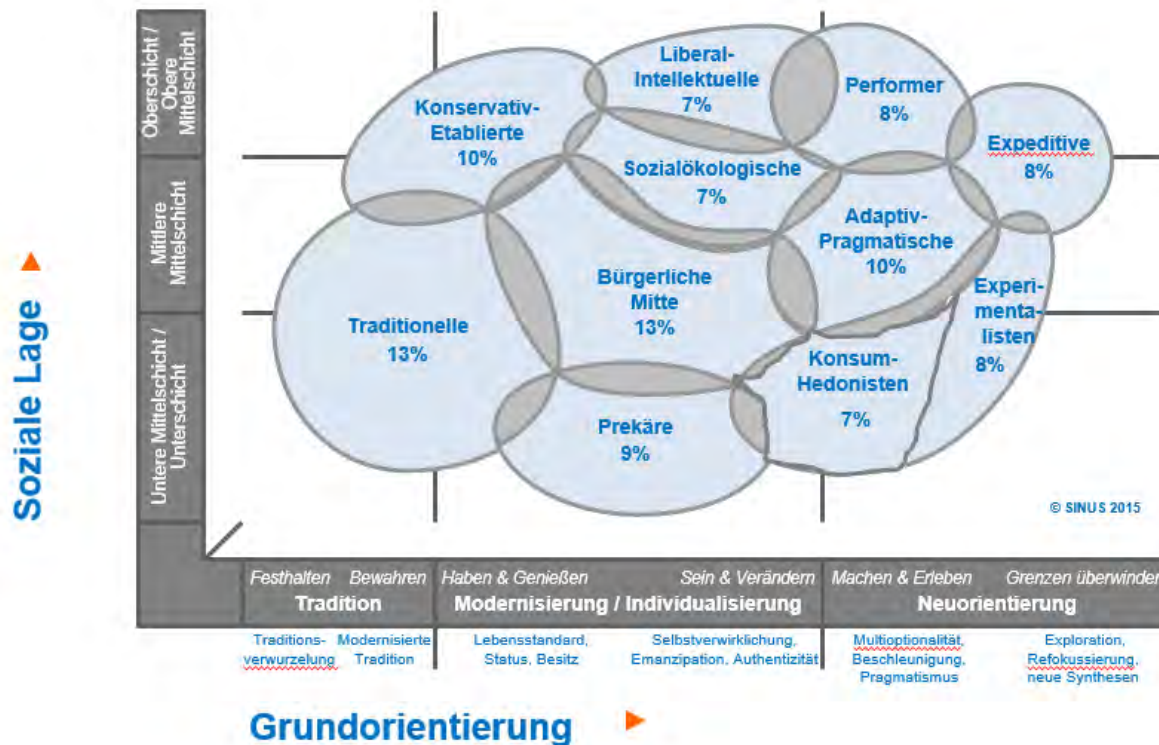 Soziale Lage
Oberschicht /
Obere
Mittelschicht
Mittlere
Mittelschicht
Untere Mittelschicht /
Unterschicht
Konservativ-
Etablierte
10%
Liberal-
Intellektuelle
7%
Performer
8%
Expeditive
8%
Sozialökologische
7%
Adaptiv-
Pragmatische
10%
Traditionelle
13%
Bürgerliche
Mitte
13%
Experi-
menta-
listen
8%
Konsum-
Hedonisten
7%
Prekäre
9%
© SINUS 2015
Festhalten Bewahren Haben & Genießen Sein & Verändern Machen & Erleben Grenzen überwinden
Tradition Modernisierung / Individualisierung Neuorientierung
Traditions-
verwurzelung
Modernisierte
Tradition
Lebensstandard,
Status, Besitz
Selbstverwirklichung,
Emanzipation, Authentizität
Multioptionalität,
Beschleunigung,
Pragmatismus
Exploration,
Refokussierung,
neue Synthesen
Grundorientierung